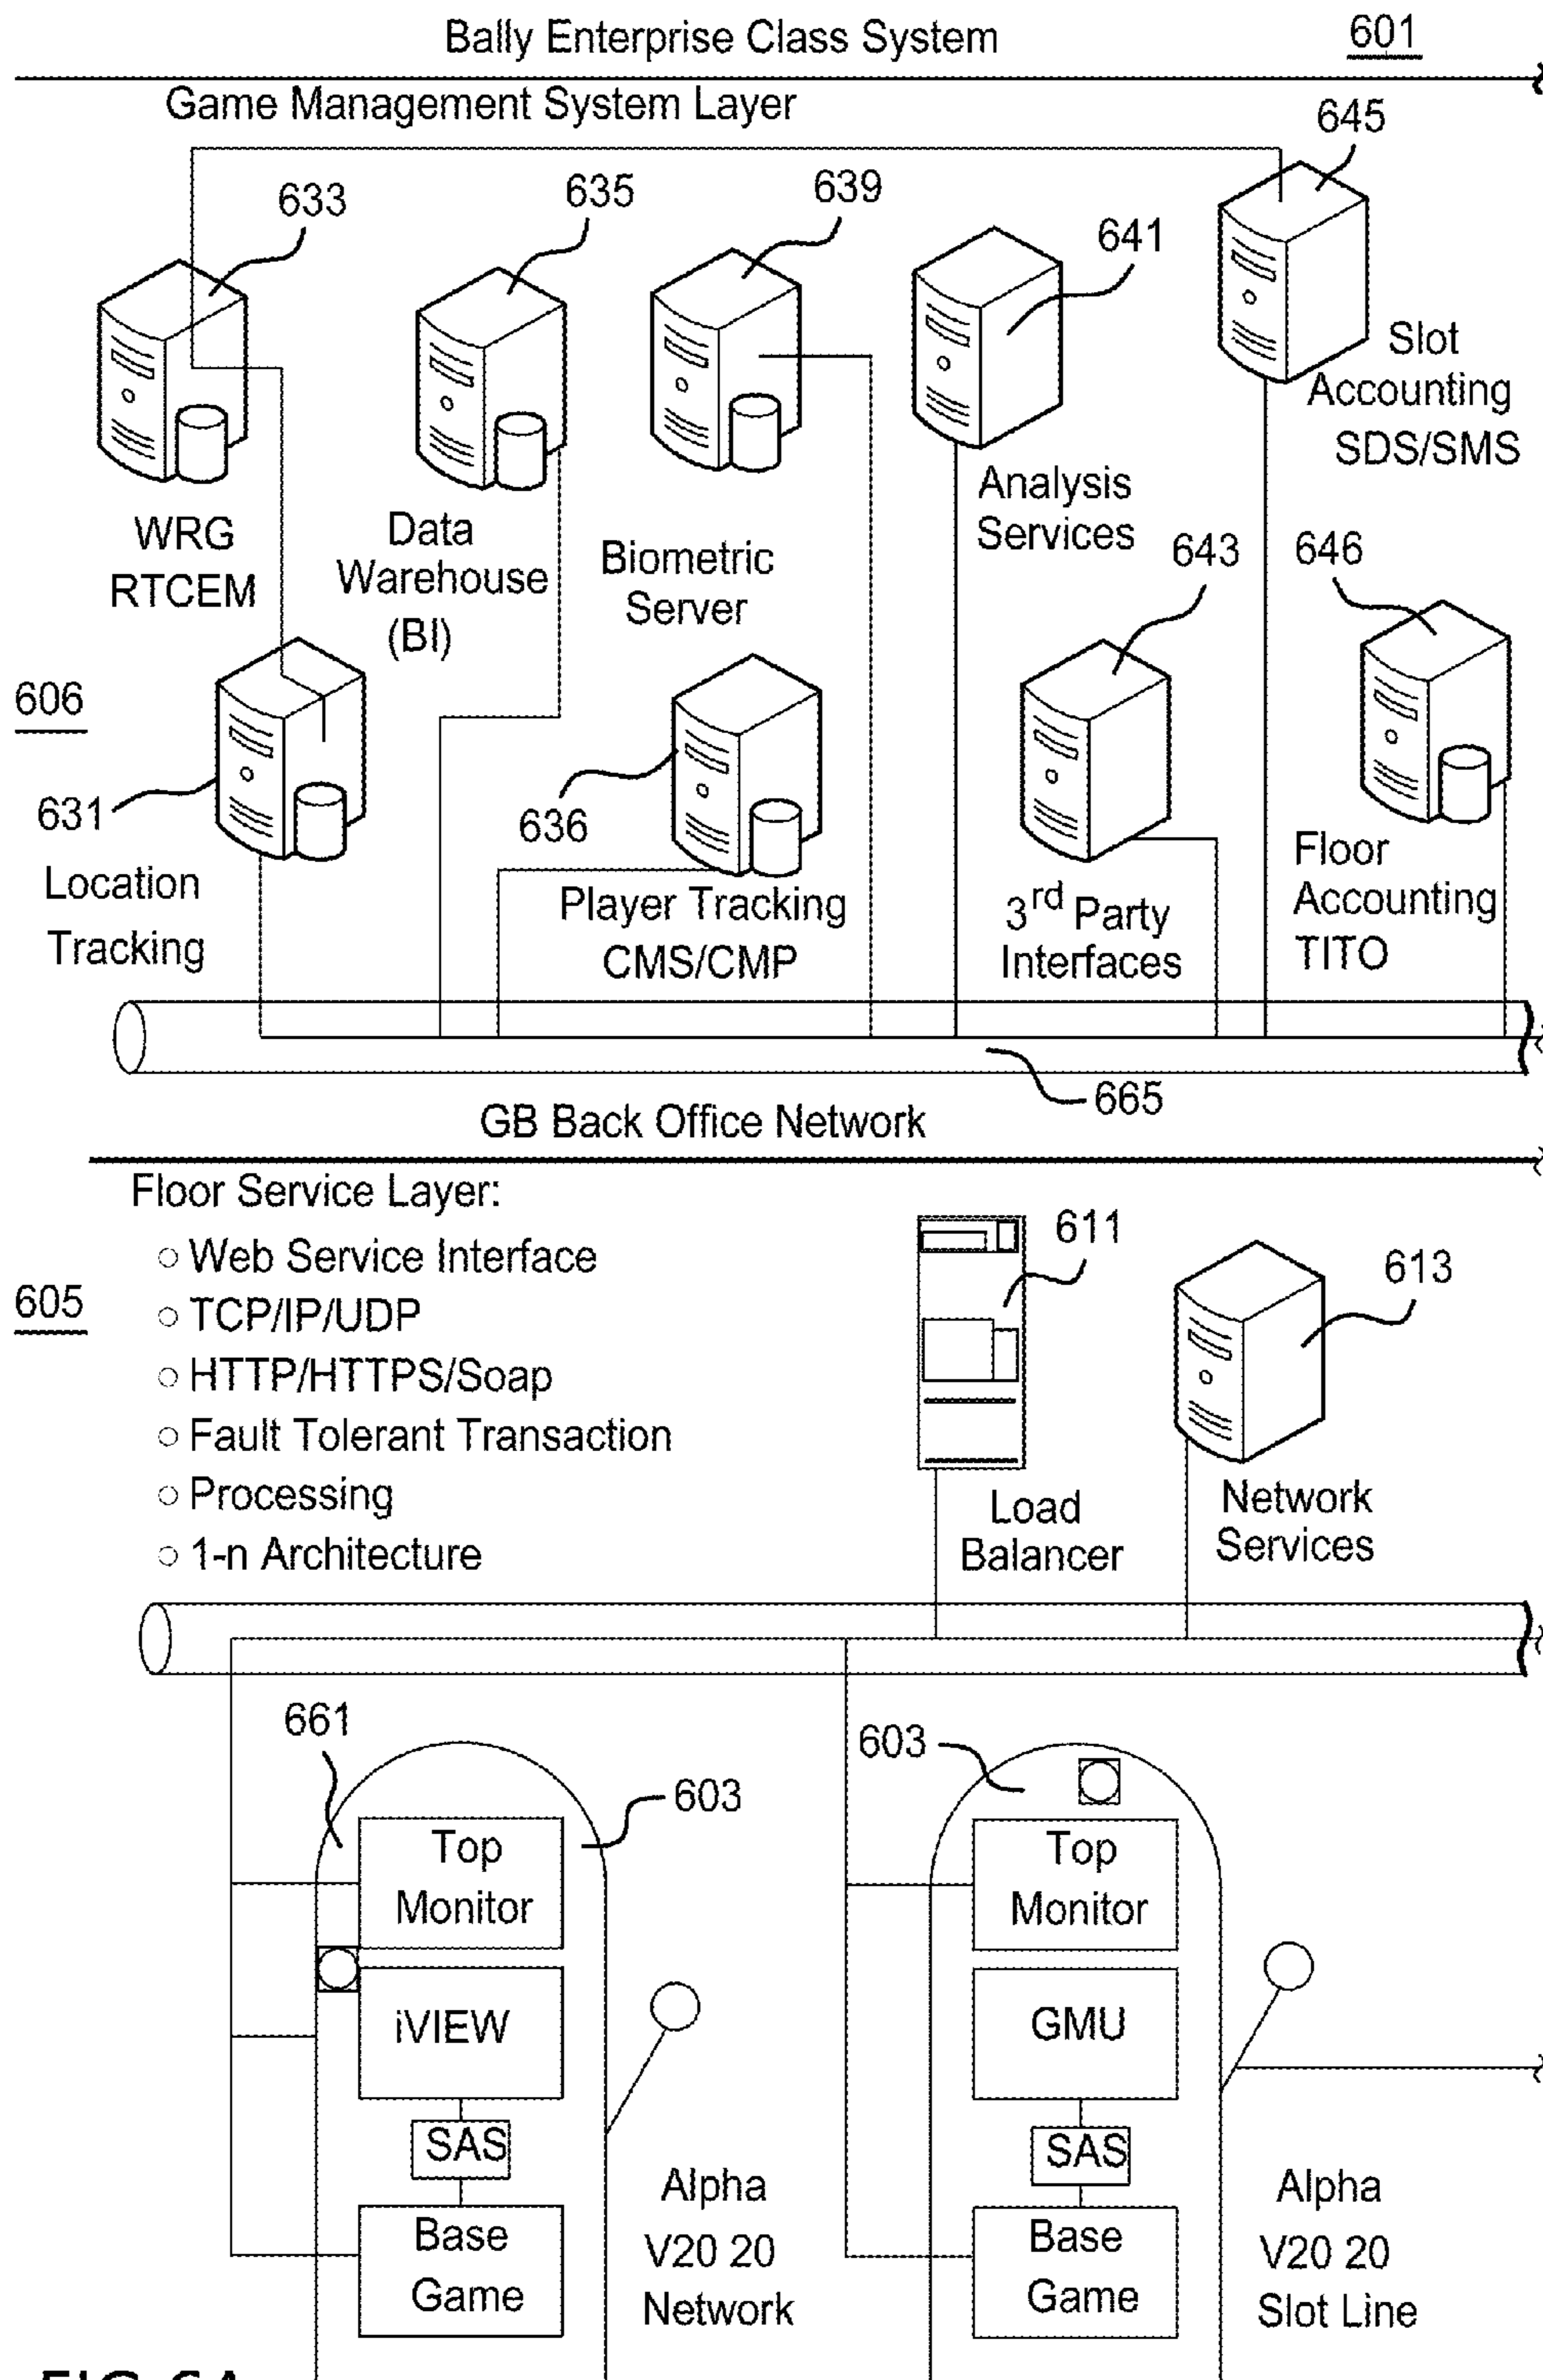 Bally Enterprise Class System
601
Game Management System Layer
645
633
635
639
641
Slot
Accounting
SDS/SMS
Analysis
Services
WRG
RTCEM
Data
Warehouse
(BI)
Biometric
Server
643
646
606
631
636
Location
Tracking
Player Tracking
CMS/CMP
3rd Party
Interfaces
Floor
Accounting
TITO
665
GB Back Office Network
Floor Service Layer:
○ Web Service Interface
○ TCP/IP/UDP
○ HTTP/HTTPS/Soap
○ Fault Tolerant Transaction
○ Processing
○ 1-n Architecture
605
611
613
Load
Balancer
Network
Services
661
603
603
Top
Monitor
iVIEW
SAS
Base
Game
Alpha
V20 20
Network
Top
Monitor
GMU
SAS
Base
Game
Alpha
V20 20
Slot Line
FIG. 6A